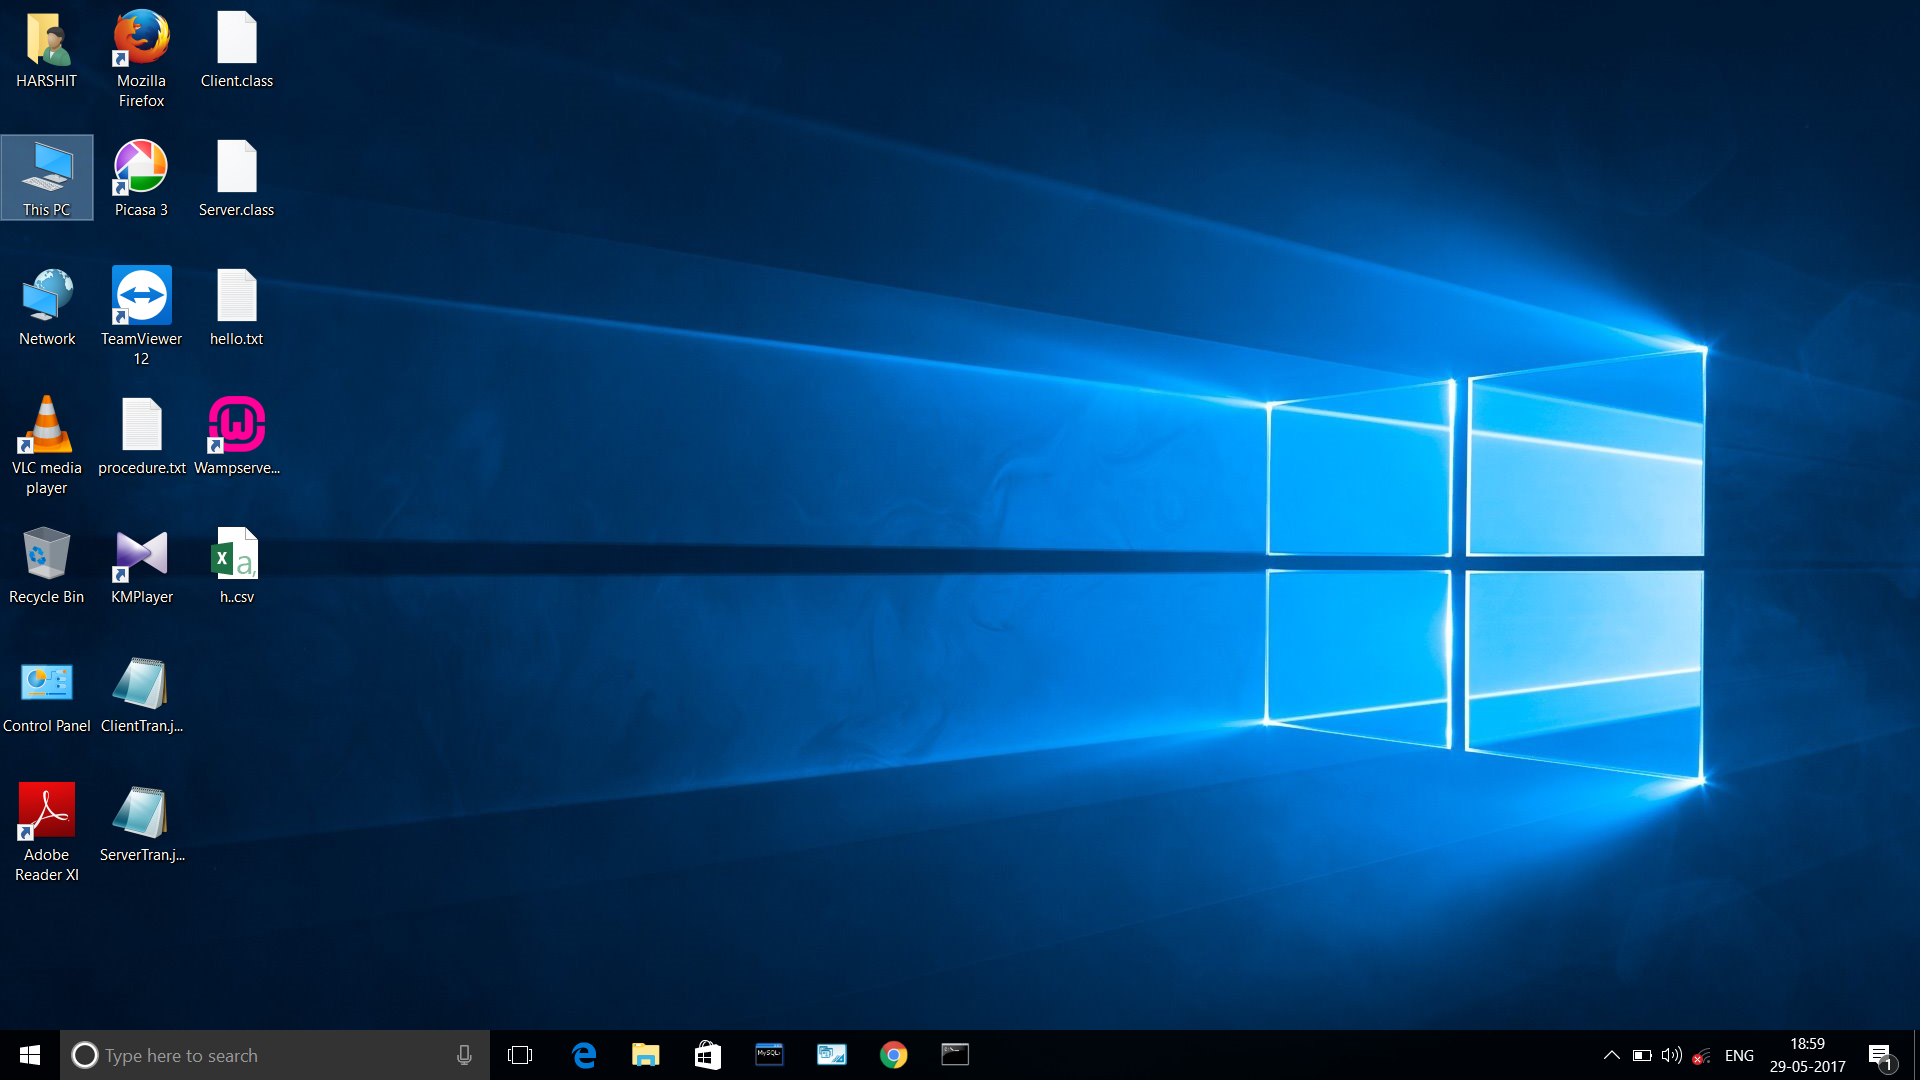 HARSHIT
Mozilla
Firefox
Client.class
This PC
Picasa 3
Server.class
Network
TeamViewer
12
hello.txt
VLC media
player
procedure.txt
Wampserve...
Recycle Bin
KMPlayer
X
a,
h..csv
Control Panel
ClientTran.j...
Adobe
Reader XI
ServerTran.j...
Type here to search
MySQL
ENG
18:59
29-05-2017
1